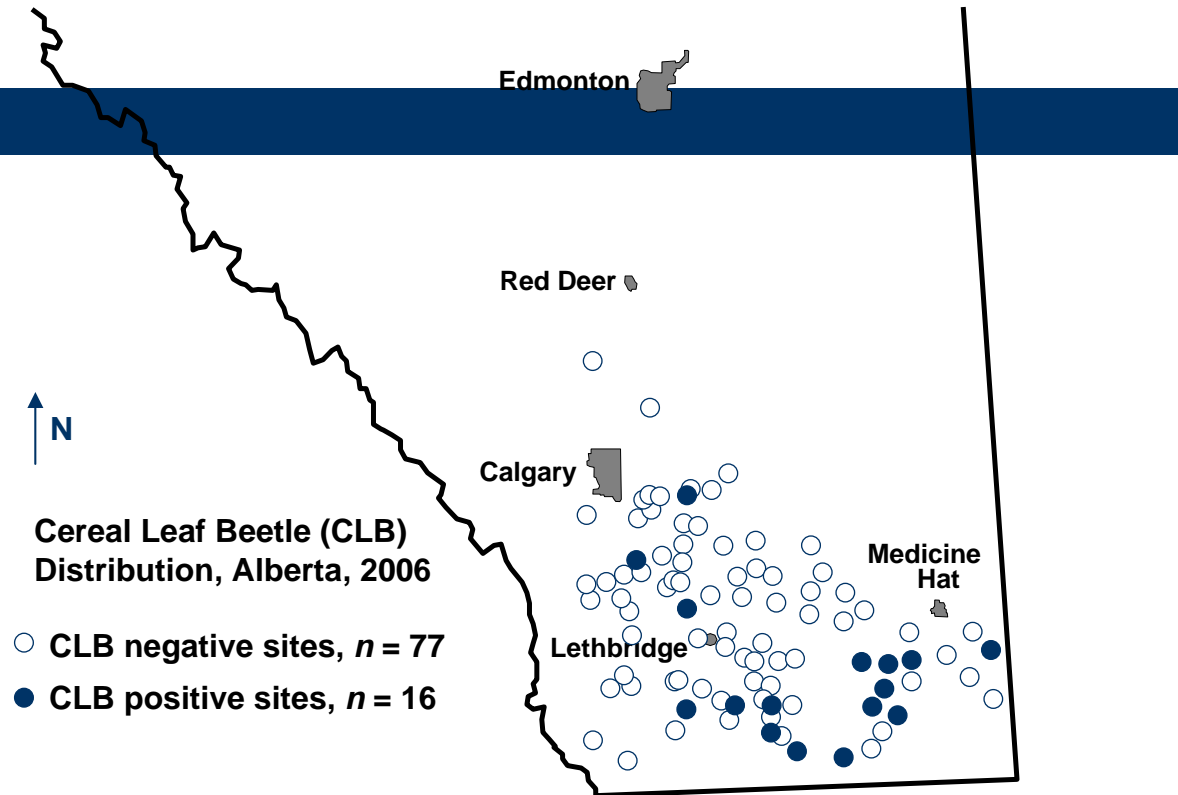 Edmonton
Red Deer
N
Calgary
Cereal Leaf Beetle (CLB)
Distribution, Alberta, 2006
Medicine
Hat
CLB negative sites, n = 77
Lethbridge
CLB positive sites, n = 16